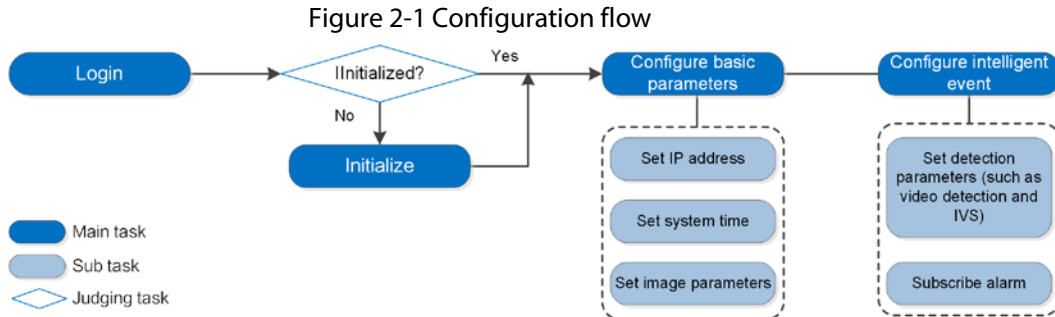 Figure 2-1 Configuration flow
Login
IInitialized?
Yes
No
Initialize
Configure basic
parameters
Configure intelligent
event
Set IP address
Set system time
Set image parameters
Set detection
parameters (such as
video detection and
IVS)
Subscribe alarm
Main task
Sub task
Judging task